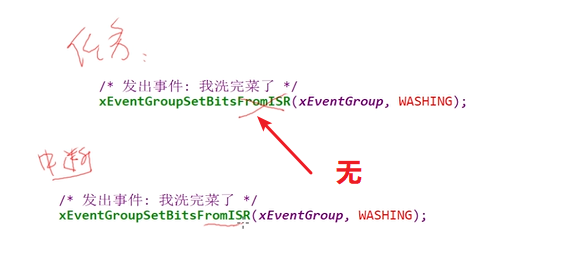 任务:
/* 发出事件: 我洗完菜了 */
xEventGroupSetBitsFromISR(xEventGroup, WASHING);
无
中断
/* 发出事件: 我洗完菜了 */
xEventGroupSetBitsFromISR(xEventGroup, WASHING);